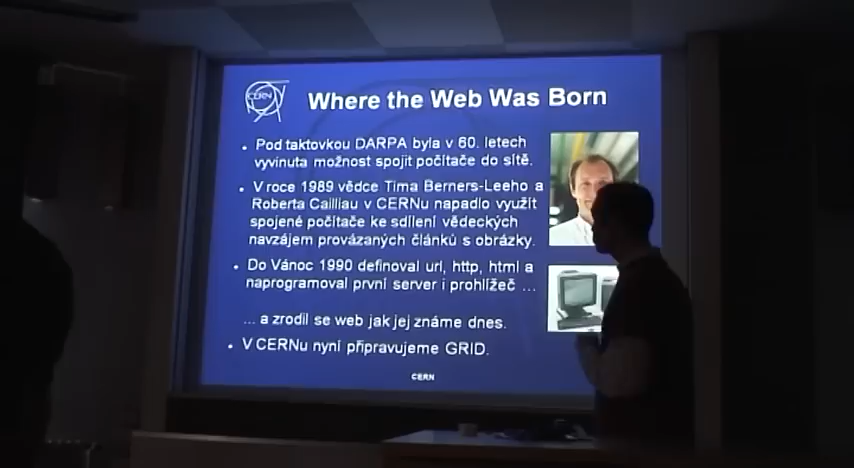 CERN
Where the Web Was Born
• Pod taktovkou DARPA byla v 60. letech
vyvinuta možnost spojit počítače do sítě.
• V roce 1989 vědce Tima Berners-Leeho a
Roberta Cailliau v CERNu napadlo využít
spojené počítače ke sdílení vědeckých
navzájem provázaných článků s obrázky.
• Do Vánoc 1990 definoval url, http, html a
naprogramoval první server i prohlížeč ...
... a zrodil se web jak jej známe dnes.
• V CERNu nyní připravujeme GRID.
CERN